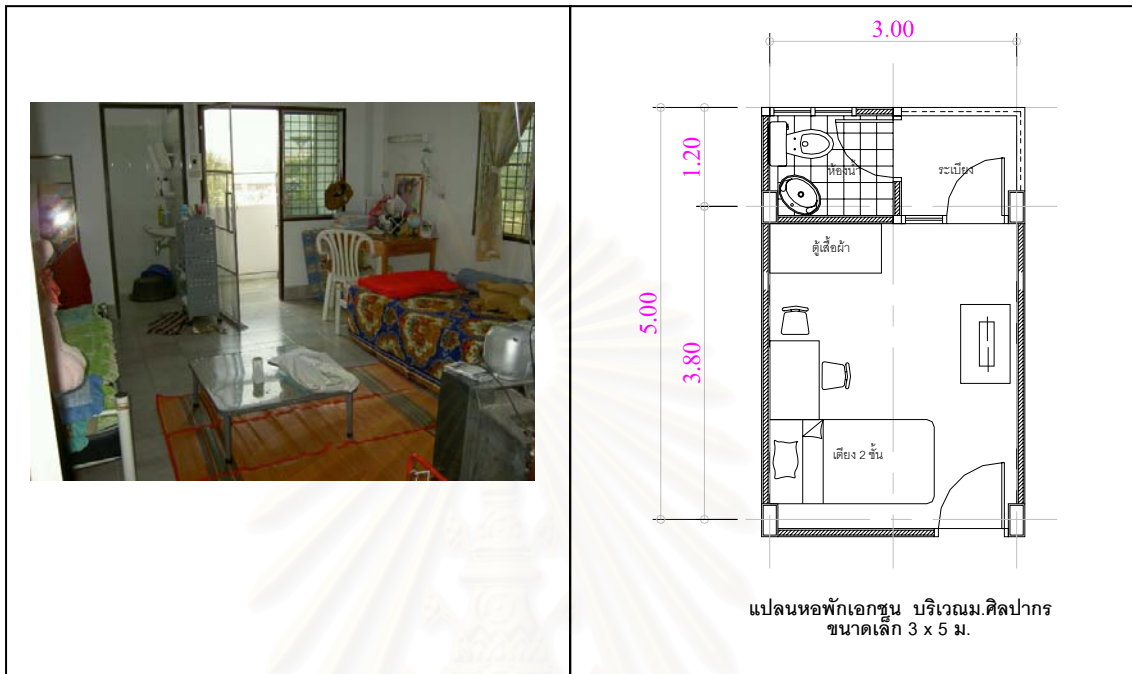 3.00
1.20
ห้องน้ำ
ระเบียง
ตู้เสื้อผ้า
5.00
3.80
เตียง 2 ชั้น
แปลนหอพักเอกชน บริเวณม.ศิลปากร
ขนาดเล็ก 3 x 5 ม.